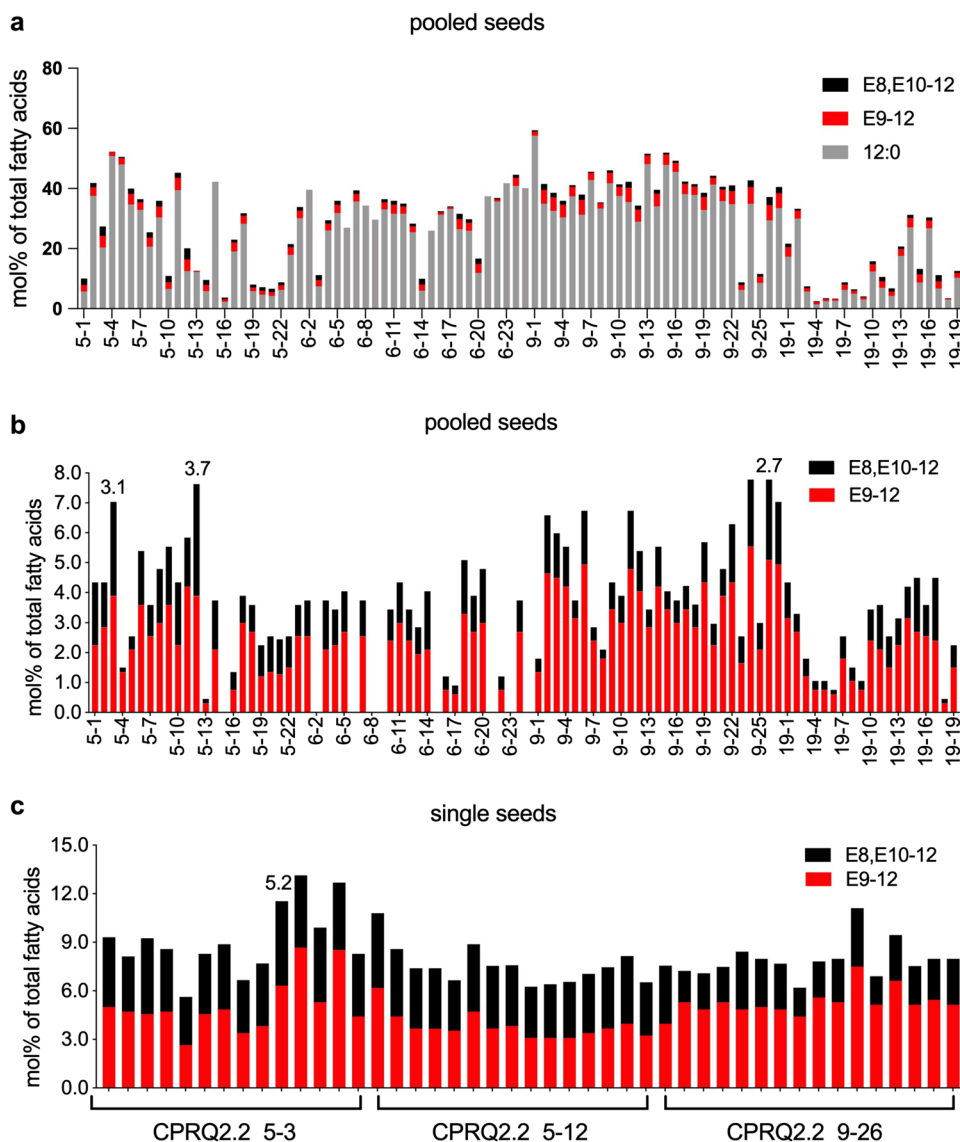 a
pooled seeds
mol% of total fatty acids
80
60
40
20
0
E8,E10-12
E9-12
12:0
5-1 5-4 5-7 5-10 5-13 5-16 5-19 5-22 6-2 6-5 6-8 6-11 6-14 6-17 6-20 6-23 9-1 9-4 9-7 9-10 9-13 9-16 9-19 9-22 9-25 19-1 19-4 19-7 19-10 19-13 19-16 19-19
b
pooled seeds
mol% of total fatty acids
8.0
7.0
6.0
5.0
4.0
3.0
2.0
1.0
0.0
3.1
3.7
2.7
E8,E10-12
E9-12
5-1 5-4 5-7 5-10 5-13 5-16 5-19 5-22 6-2 6-5 6-8 6-11 6-14 6-17 6-20 6-23 9-1 9-4 9-7 9-10 9-13 9-16 9-19 9-22 9-25 19-1 19-4 19-7 19-10 19-13 19-16 19-19
c
single seeds
mol% of total fatty acids
15.0
12.0
9.0
6.0
3.0
0.0
5.2
E8,E10-12
E9-12
CPRQ2.2 5-3 CPRQ2.2 5-12 CPRQ2.2 9-26